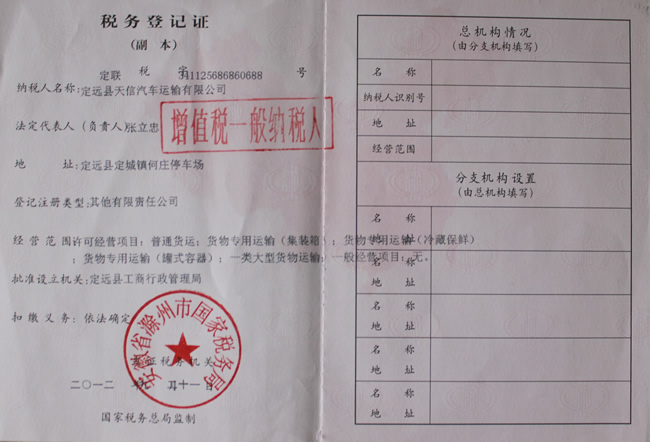 税务登记证
(副 本)
定联 税 字 341125686860688 号
纳税人名称:定远县天信汽车运输有限公司
法定代表人(负责人)张立忠
增值税一般纳税人
地 址:定远县定城镇何庄停车场
登记注册类型:其他有限责任公司
经营范围许可经营项目:普通货运;货物专用运输(集装箱);货物专用运输(冷藏保鲜)
;货物专用运输(罐式容器);一类大型货物运输;一般经营项目:无。
批准设立机关:定远县工商行政管理局
扣缴义务:依法确定
安徽省滁州市国家税务局
发证税务机关
二〇一二 年 月 十一 日
国家税务总局监制
总机构情况
(由分支机构填写)
名 称
纳税人识别号
地 址
经营范围
分支机构设置
(由总机构填写)
名 称
地 址
名 称
地 址
名 称
地 址
名 称
地 址
名 称
地 址